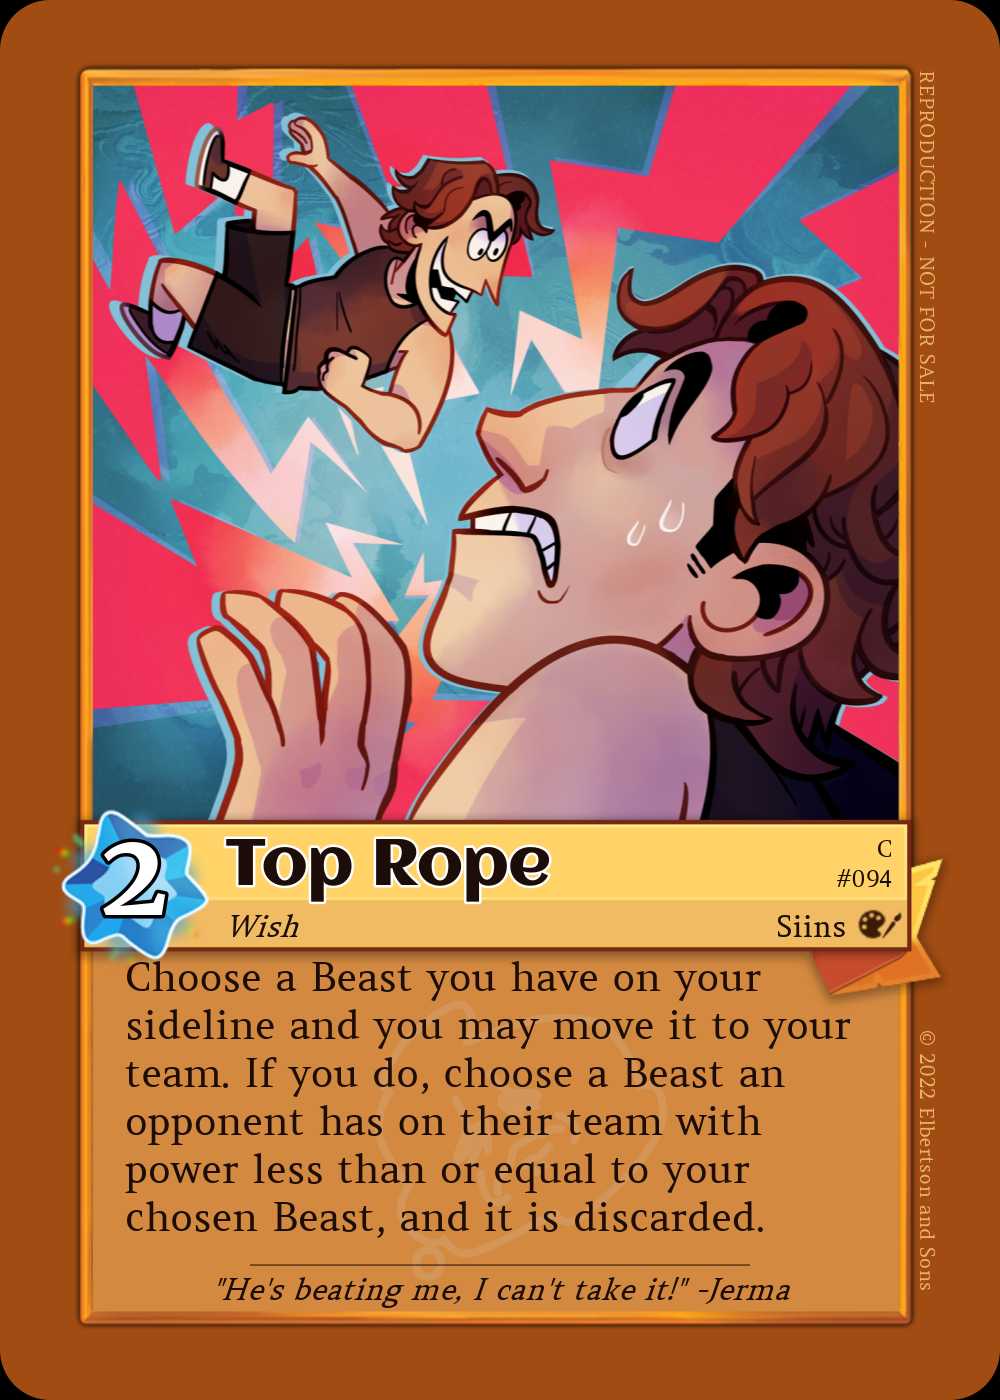 REPRODUCTION - NOT FOR SALE
2
Top Rope
C
#094
Wish
Siins
Choose a Beast you have on your
sideline and you may move it to your
team. If you do, choose a Beast an
opponent has on their team with
power less than or equal to your
chosen Beast, and it is discarded.
"He's beating me, I can't take it!" -Jerma
© 2022 Elbertson and Sons